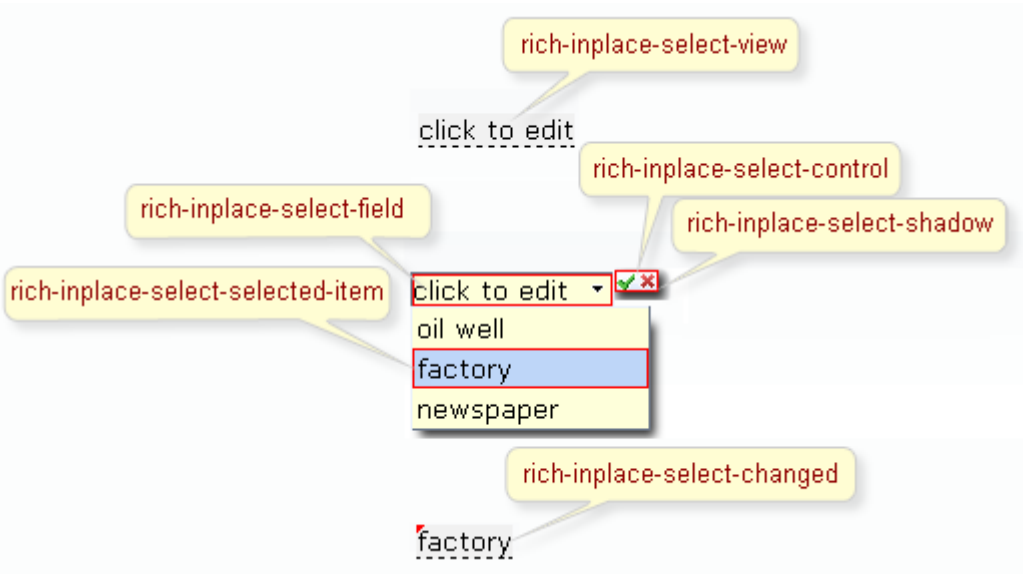 rich-inplace-select-view
click to edit
rich-inplace-select-control
rich-inplace-select-field
rich-inplace-select-shadow
rich-inplace-select-selected-item
click to edit
oil well
factory
newspaper
rich-inplace-select-changed
factory